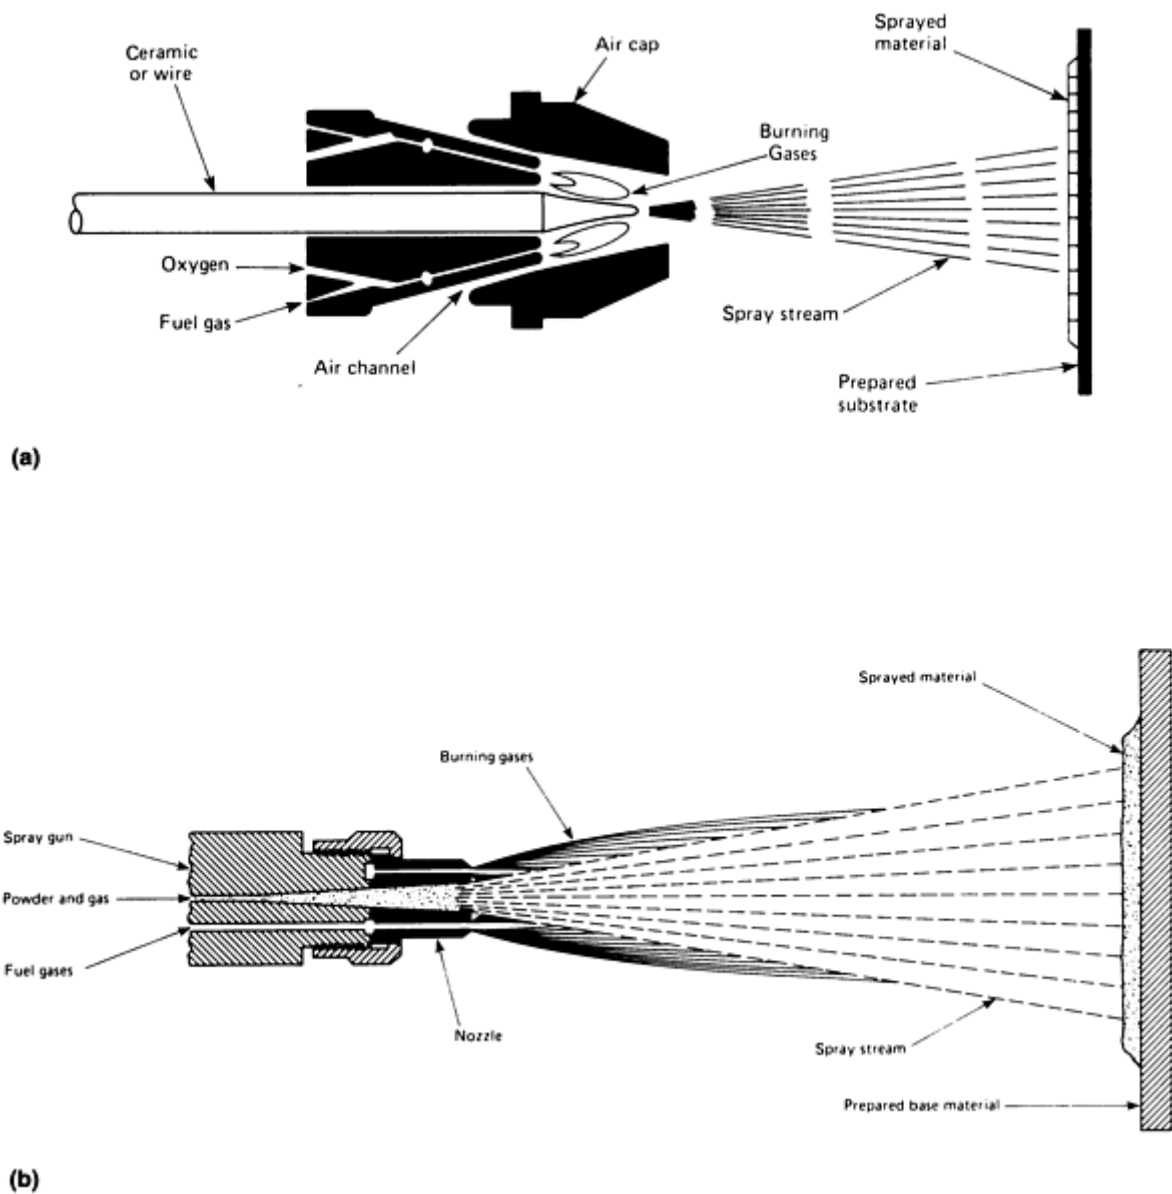 Sprayed
material
Air cap
Ceramic
or wire
Burning
Gases
Oxygen
Fuel gas
Spray stream
Air channel
Prepared
substrate
(a)
Sprayed material
Burning gases
Spray gun
Powder and gas
Fuel gases
Nozzle
Spray stream
Prepared base material
(b)